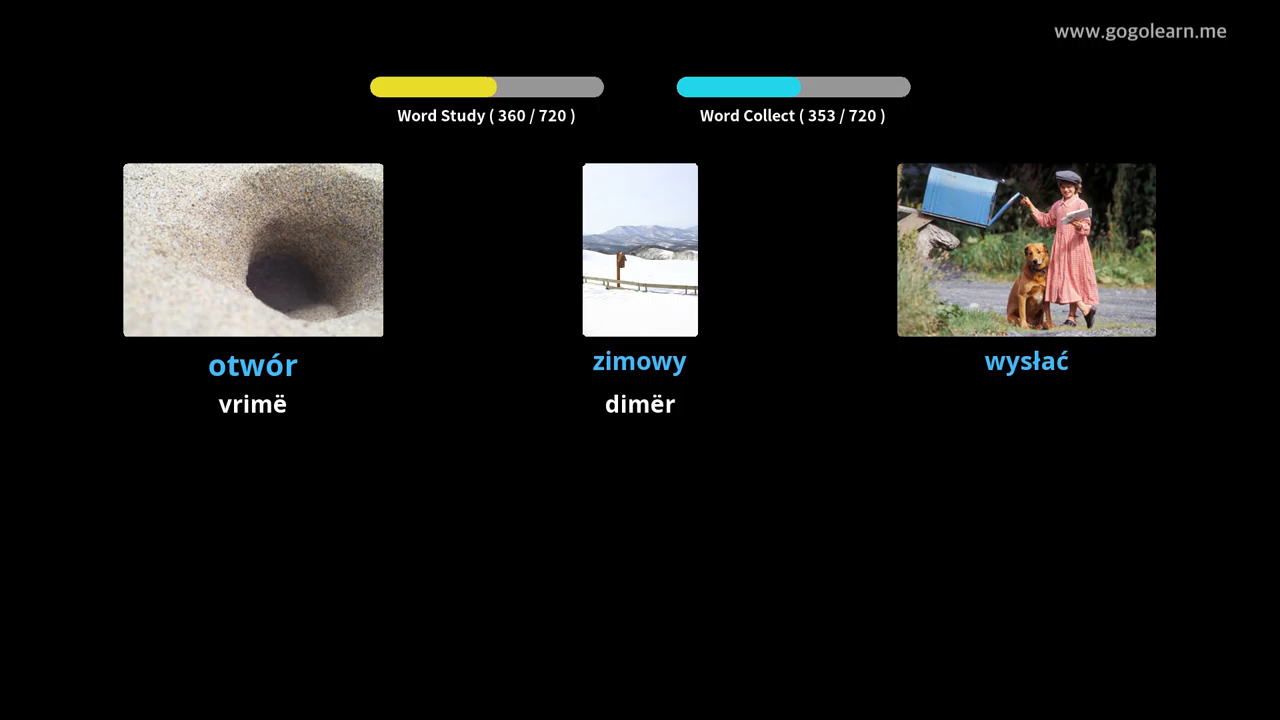 www.gogolearn.me
Word Study ( 360 / 720 )
Word Collect ( 353 / 720 )
otwór
zimowy
wysłać
vrimë
dimër